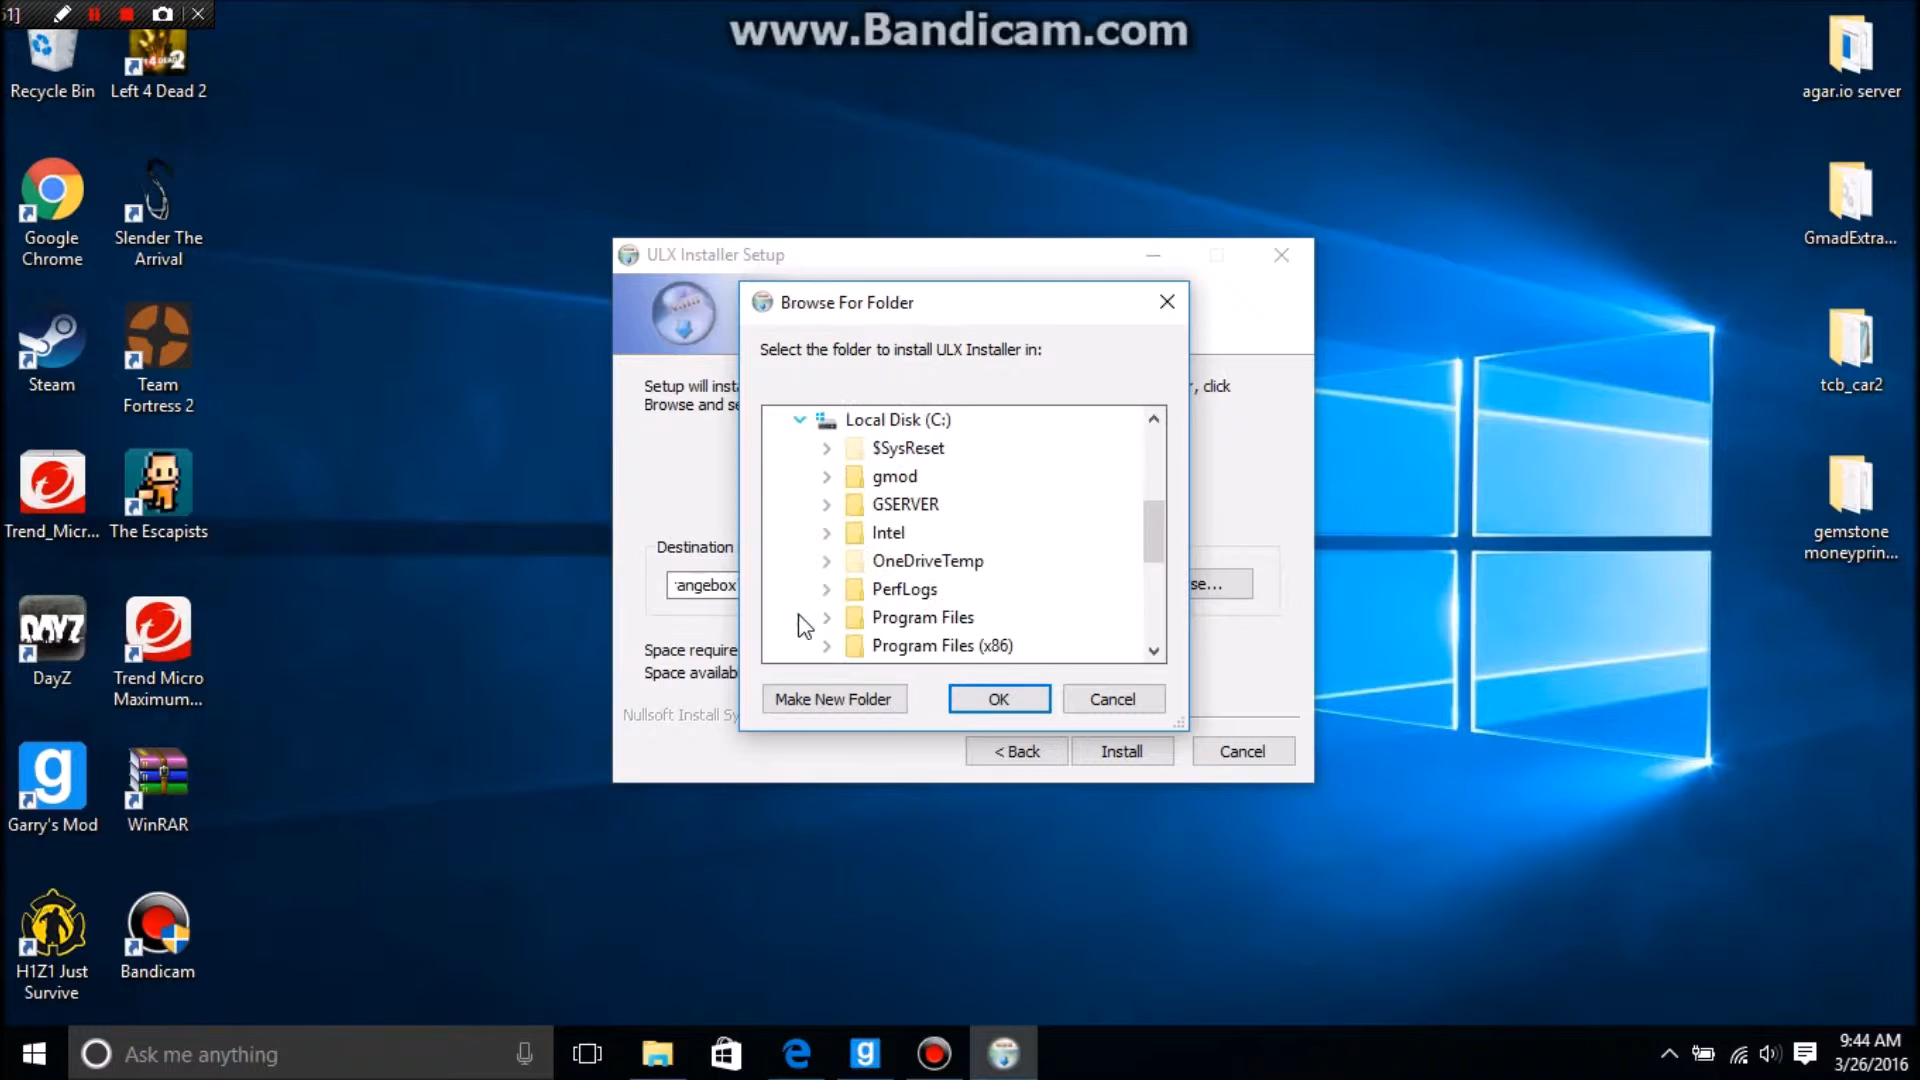 51]
www.Bandicam.com
Recycle Bin
Left 4 Dead 2
agar.io server
Google
Chrome
Slender The
Arrival
GmadExtra...
Steam
Team
Fortress 2
tcb_car2
Trend_Micr...
The Escapists
gemstone
moneyprin...
DAYZ
DayZ
Trend Micro
Maximum...
Garry's Mod
WinRAR
H1Z1 Just
Survive
Bandicam
ULX Installer Setup
Setup will inst
, click
Browse and se
Destination
angebox
se...
Space require
Space availab
Nullsoft Install Sy
< Back
Install
Cancel
Browse For Folder
Select the folder to install ULX Installer in:
Local Disk (C:)
$SysReset
gmod
GSERVER
Intel
OneDriveTemp
PerfLogs
Program Files
Program Files (x86)
Make New Folder
OK
Cancel
Ask me anything
9:44 AM
3/26/2016